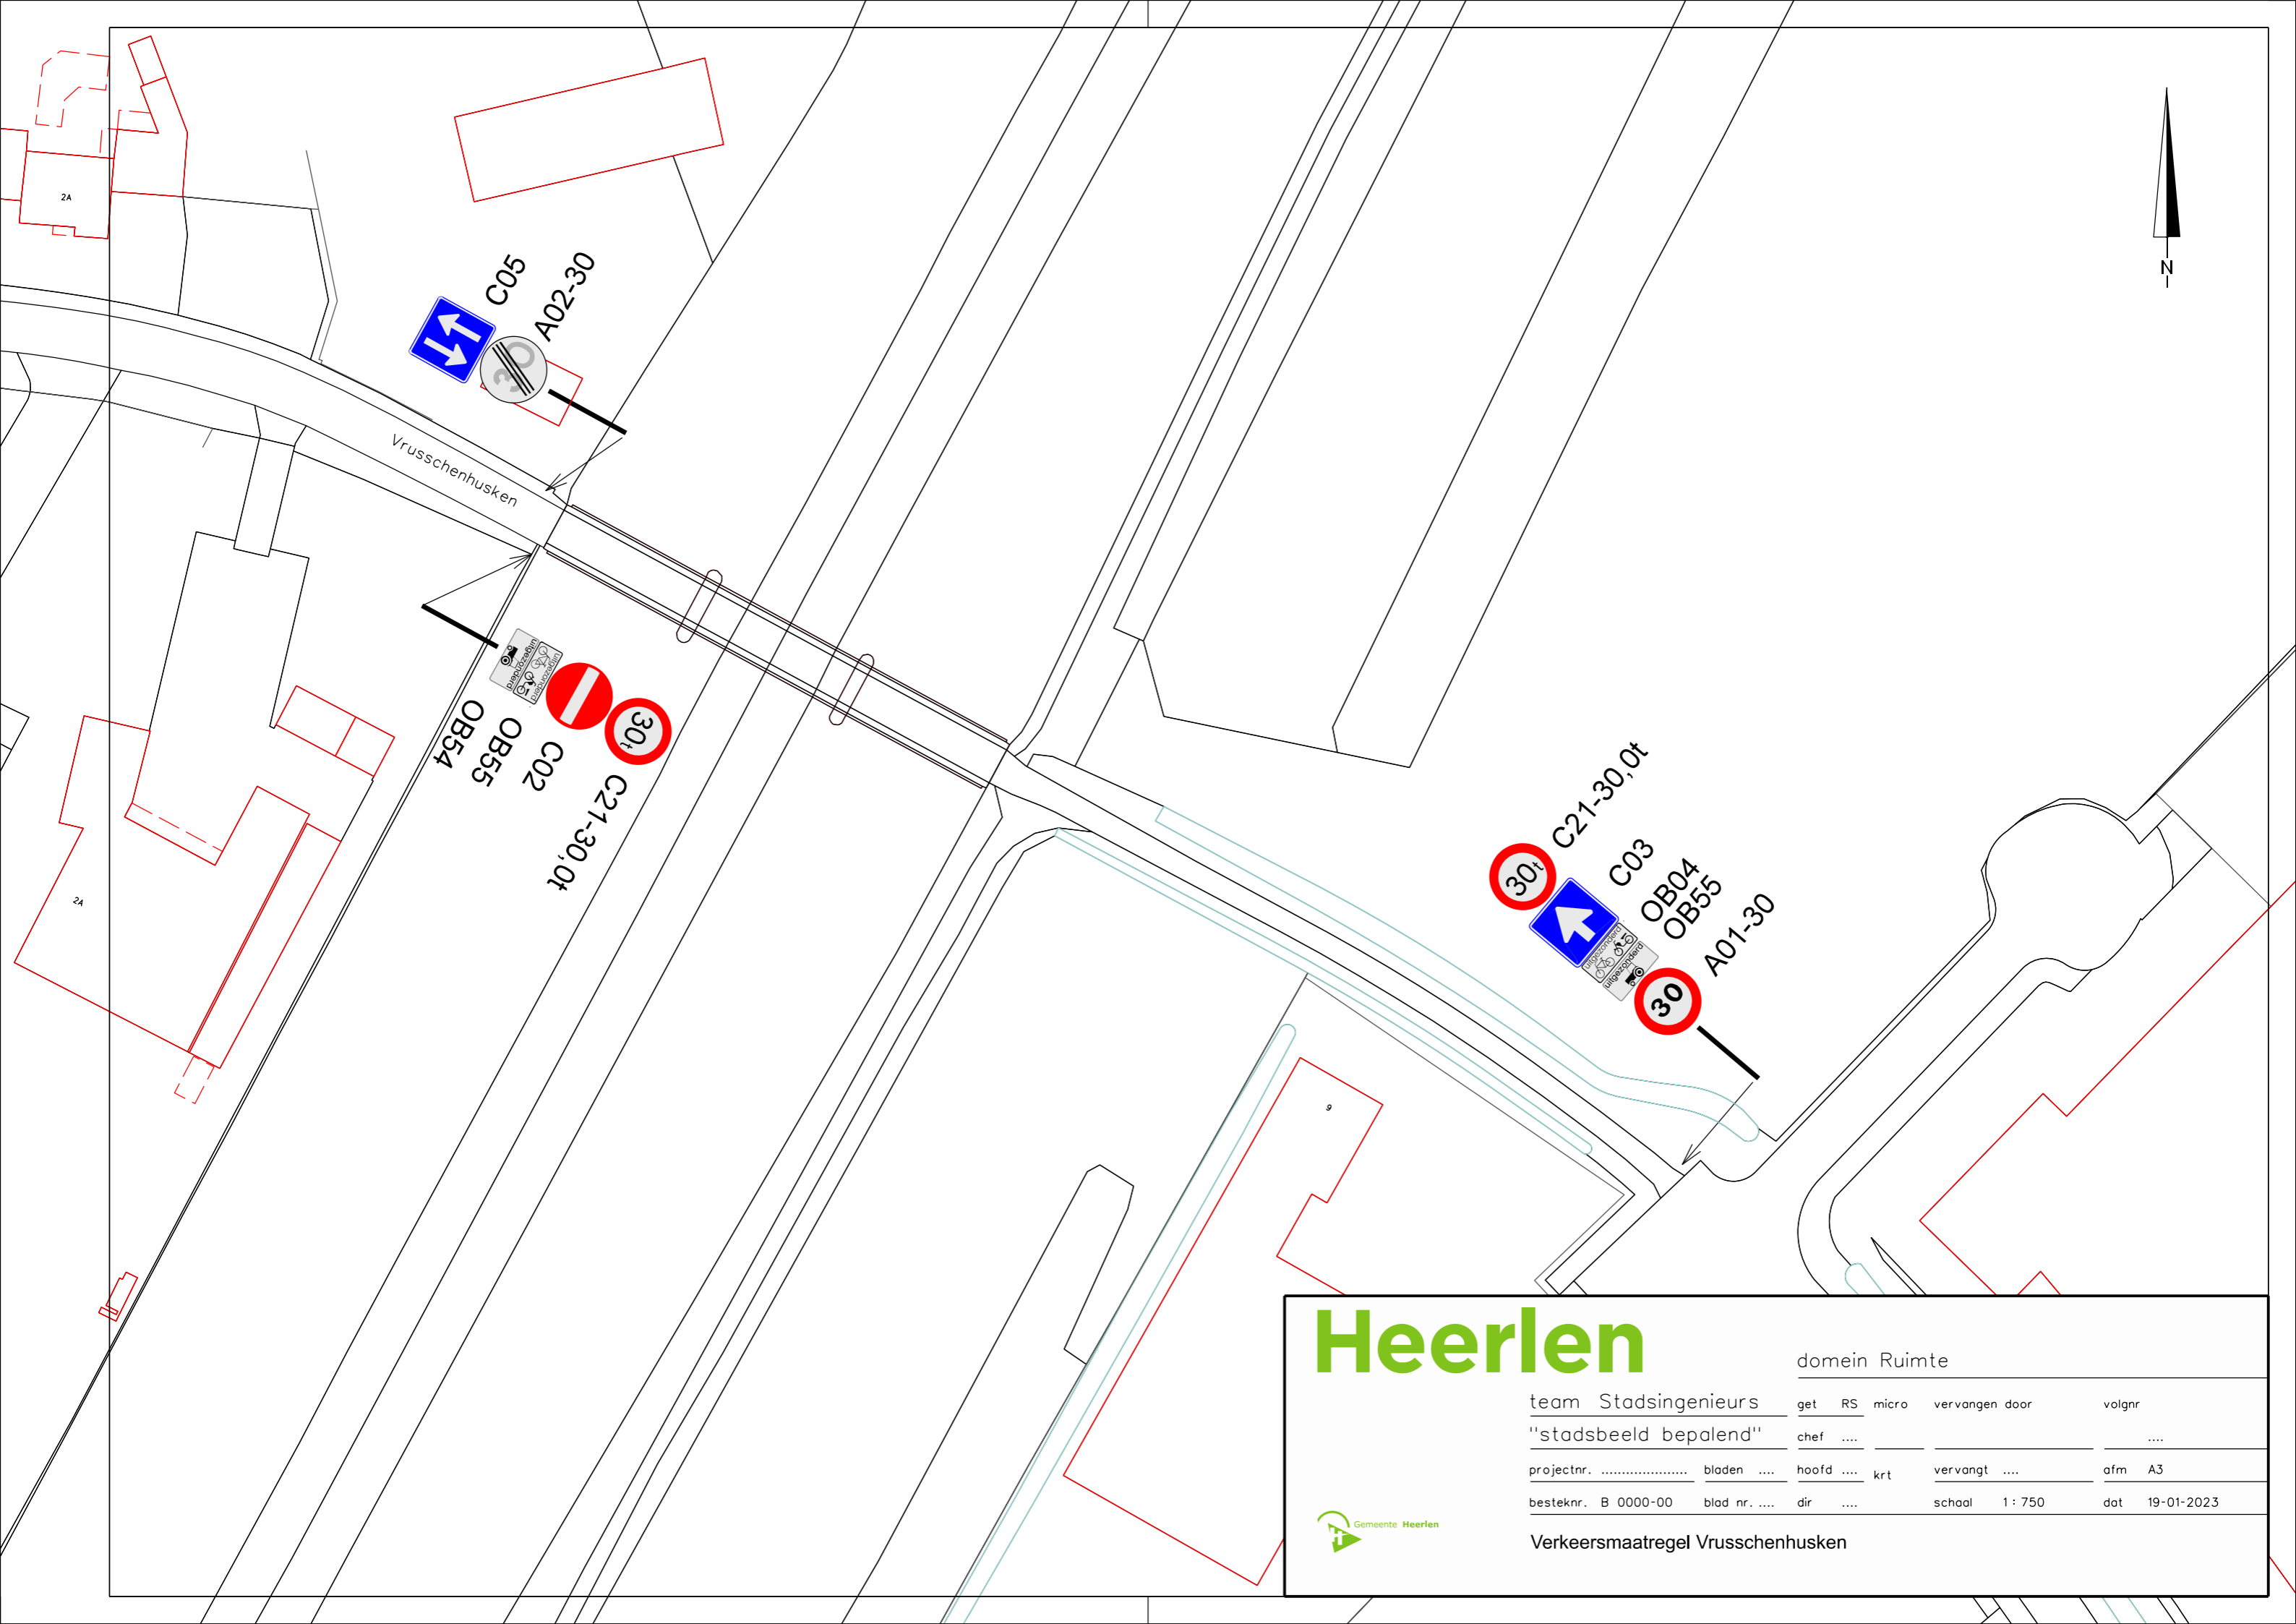 2A
N
C05
A02-30
30
Vrusschenhusken
uitgezonderd
uitgezonderd
30t
OB54
OB55
C02
C21-30,0t
2A
C21-30,0t
C03
OB04
OB55
A01-30
30t
uitgezonderd
uitgezonderd
30
9
Heerlen
domein Ruimte
team Stadsingenieurs
get RS micro vervangen door volgnr
"stadsbeeld bepalend"
chef .... ....
projectnr. ..................... bladen .... hoofd .... krt vervangt .... afm A3
besteknr. B 0000-00 blad nr. .... dir .... schaal 1 : 750 dat 19-01-2023
Gemeente Heerlen
Verkeersmaatregel Vrusschenhusken